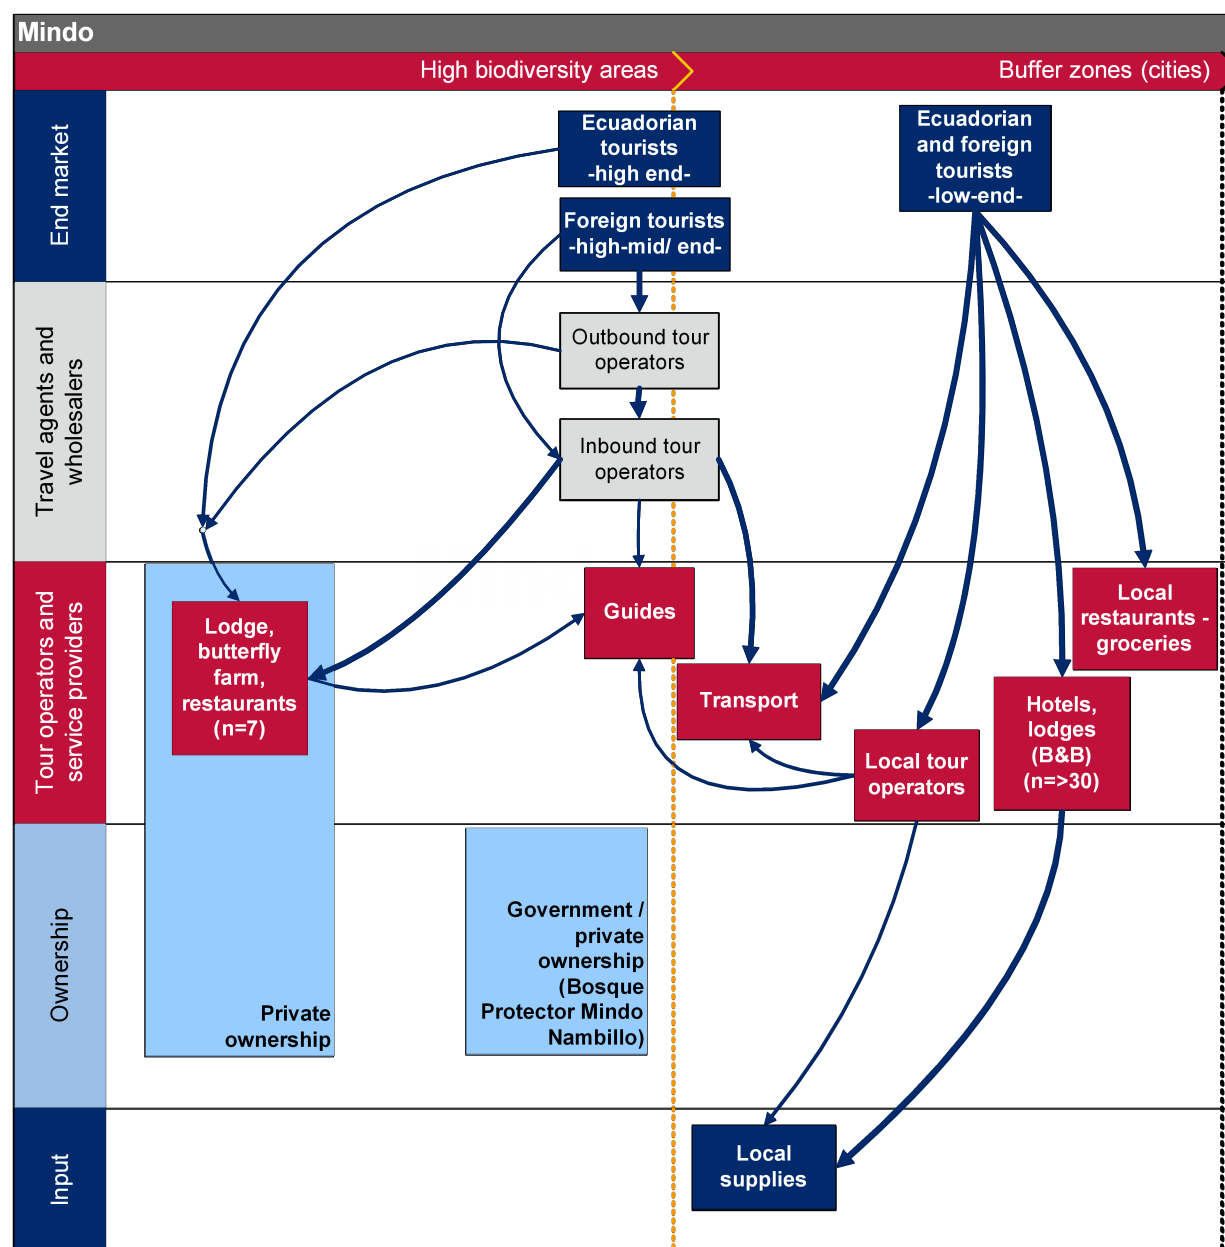 Mindo
High biodiversity areas
Buffer zones (cities)
End market
Ecuadorian
tourists
-high end-
Foreign tourists
-high-mid/ end-
Ecuadorian
and foreign
tourists
-low-end-
Travel agents and
wholesalers
Outbound tour
operators
Inbound tour
operators
Tour operators and
service providers
Lodge,
butterfly
farm,
restaurants
(n=7)
Guides
Transport
Local tour
operators
Hotels,
lodges
(B&B)
(n=>30)
Local
restaurants -
groceries
Ownership
Private
ownership
Government /
private
ownership
(Bosque
Protector Mindo
Nambillo)
Input
Local
supplies